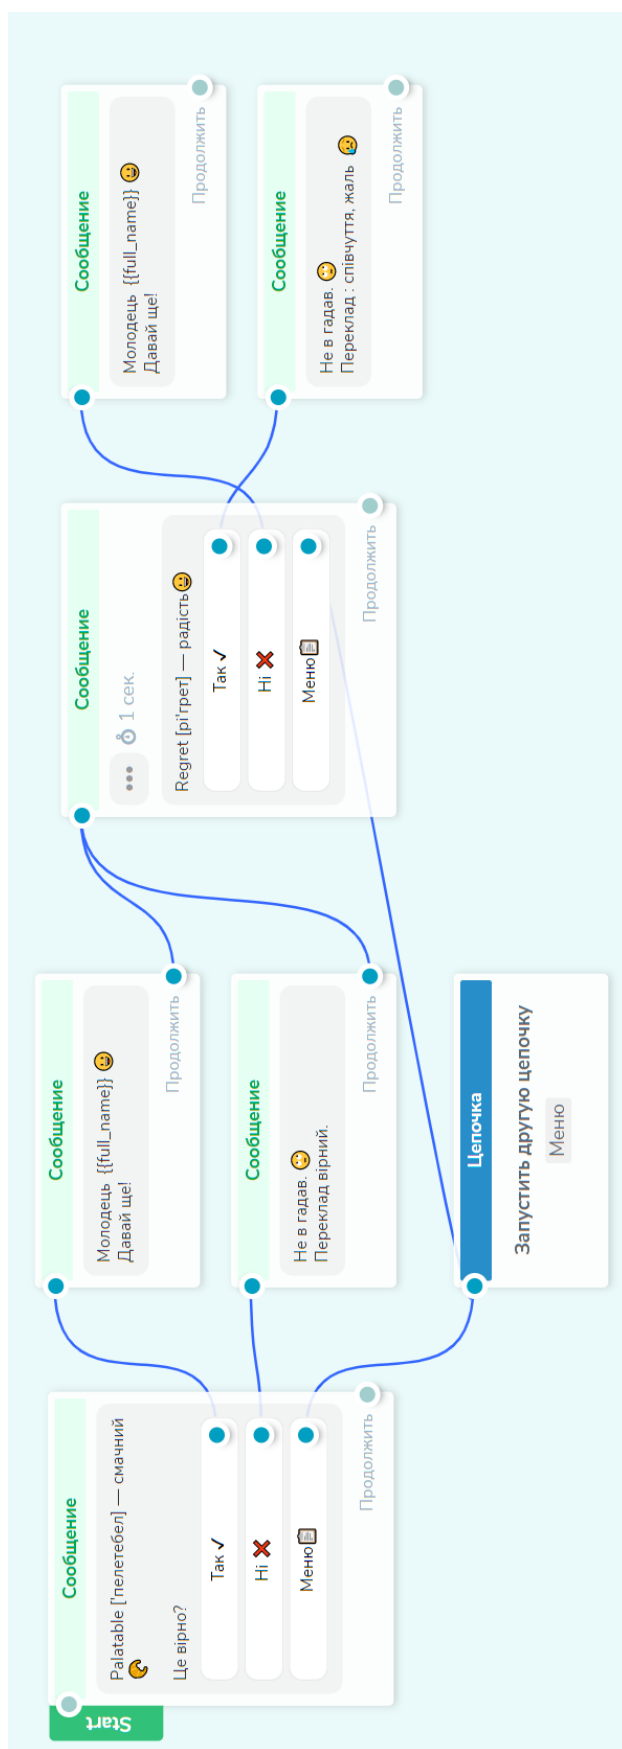 Start
Сообщение
Palatable ['пелетебел] — смачний
Це вірно?
Так ✓
Ні ❌
Меню📋
Продолжить
Сообщение
Молодець {{full_name}} 😀
Давай ще!
Продолжить
Сообщение
Не в гадав. 🙄
Переклад вірний.
Продолжить
Цепочка
Запустить другую цепочку
Меню
Сообщение
••• 1 сек.
Regret [рі'грет] — радість😀
Так ✓
Ні ❌
Меню📋
Продолжить
Сообщение
Молодець {{full_name}} 😀
Давай ще!
Продолжить
Сообщение
Не в гадав. 🙄
Переклад : співчуття, жаль 😥
Продолжить